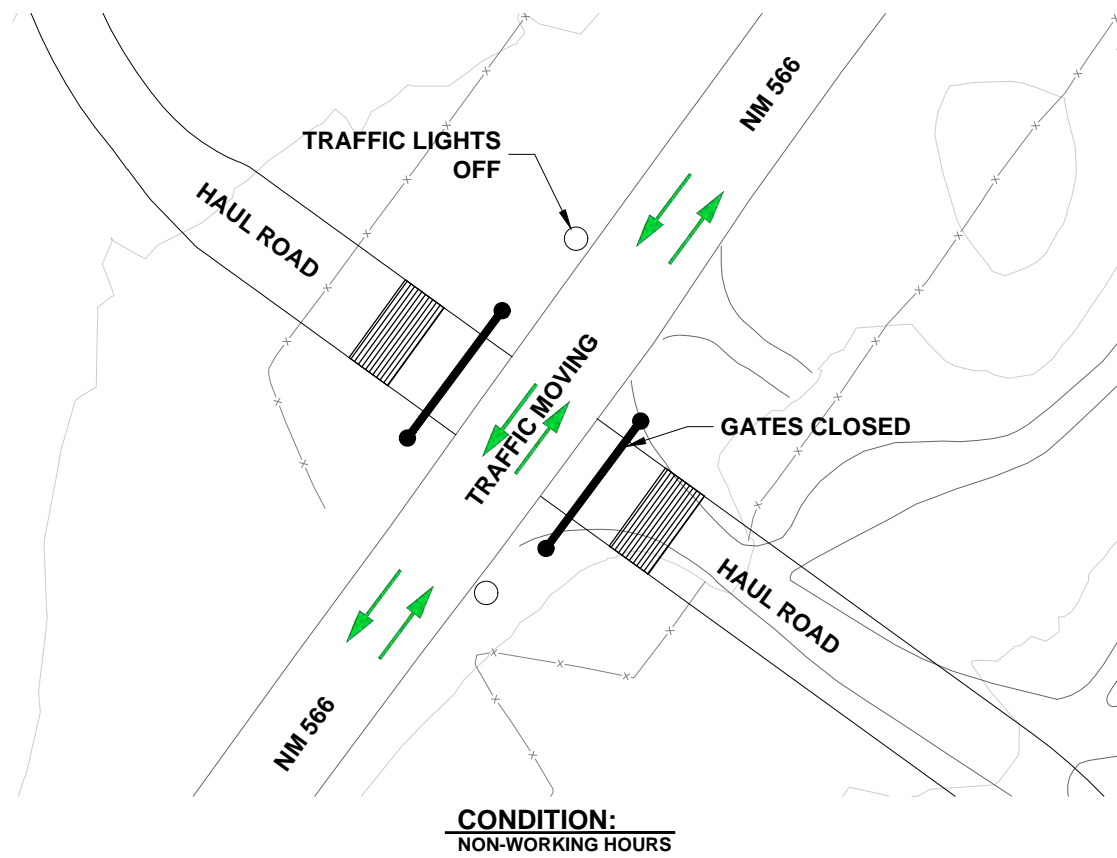 NM 566
TRAFFIC LIGHTS
OFF
HAUL ROAD
TRAFFIC MOVING
GATES CLOSED
HAUL ROAD
NM 566
CONDITION:
NON-WORKING HOURS